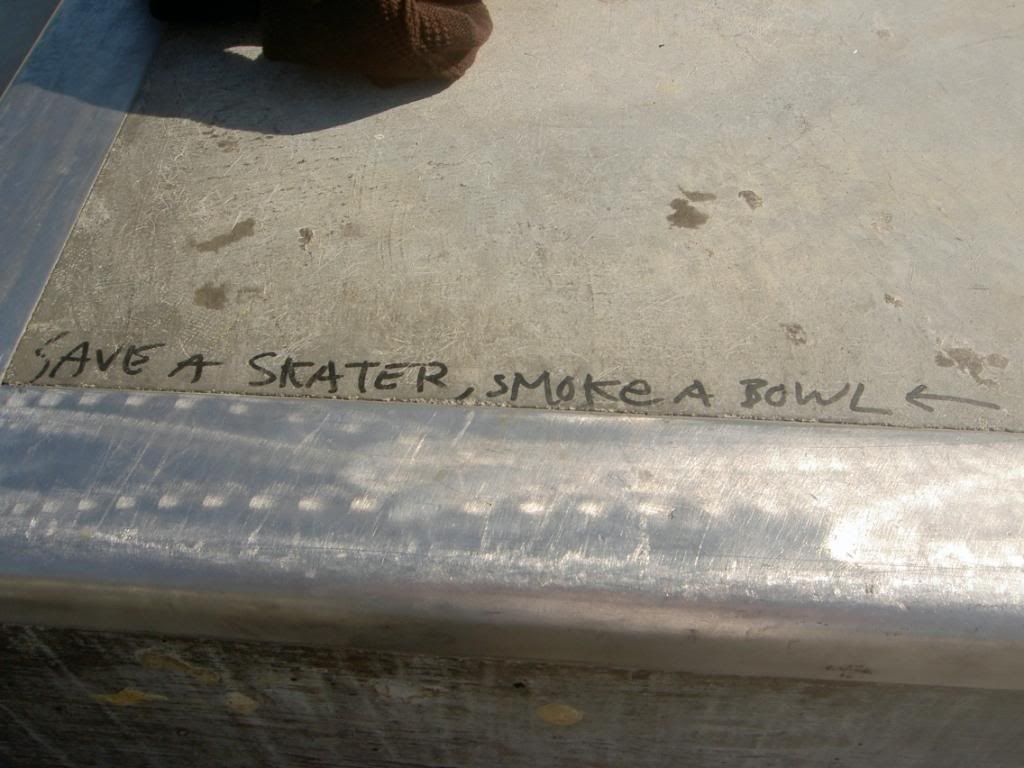 SAVE A SKATER, SMOKE A BOWL ←